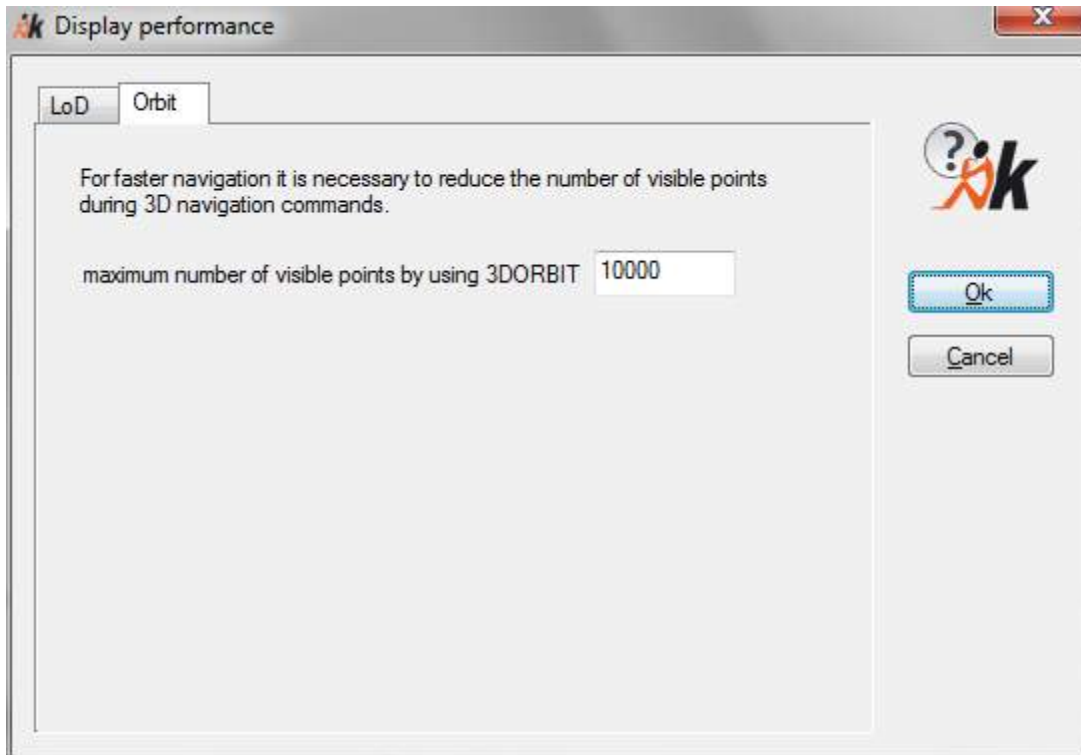 k Display performance
X
LoD Orbit
For faster navigation it is necessary to reduce the number of visible points
during 3D navigation commands.
maximum number of visible points by using 3DORBIT 10000
?
k
Ok
Cancel